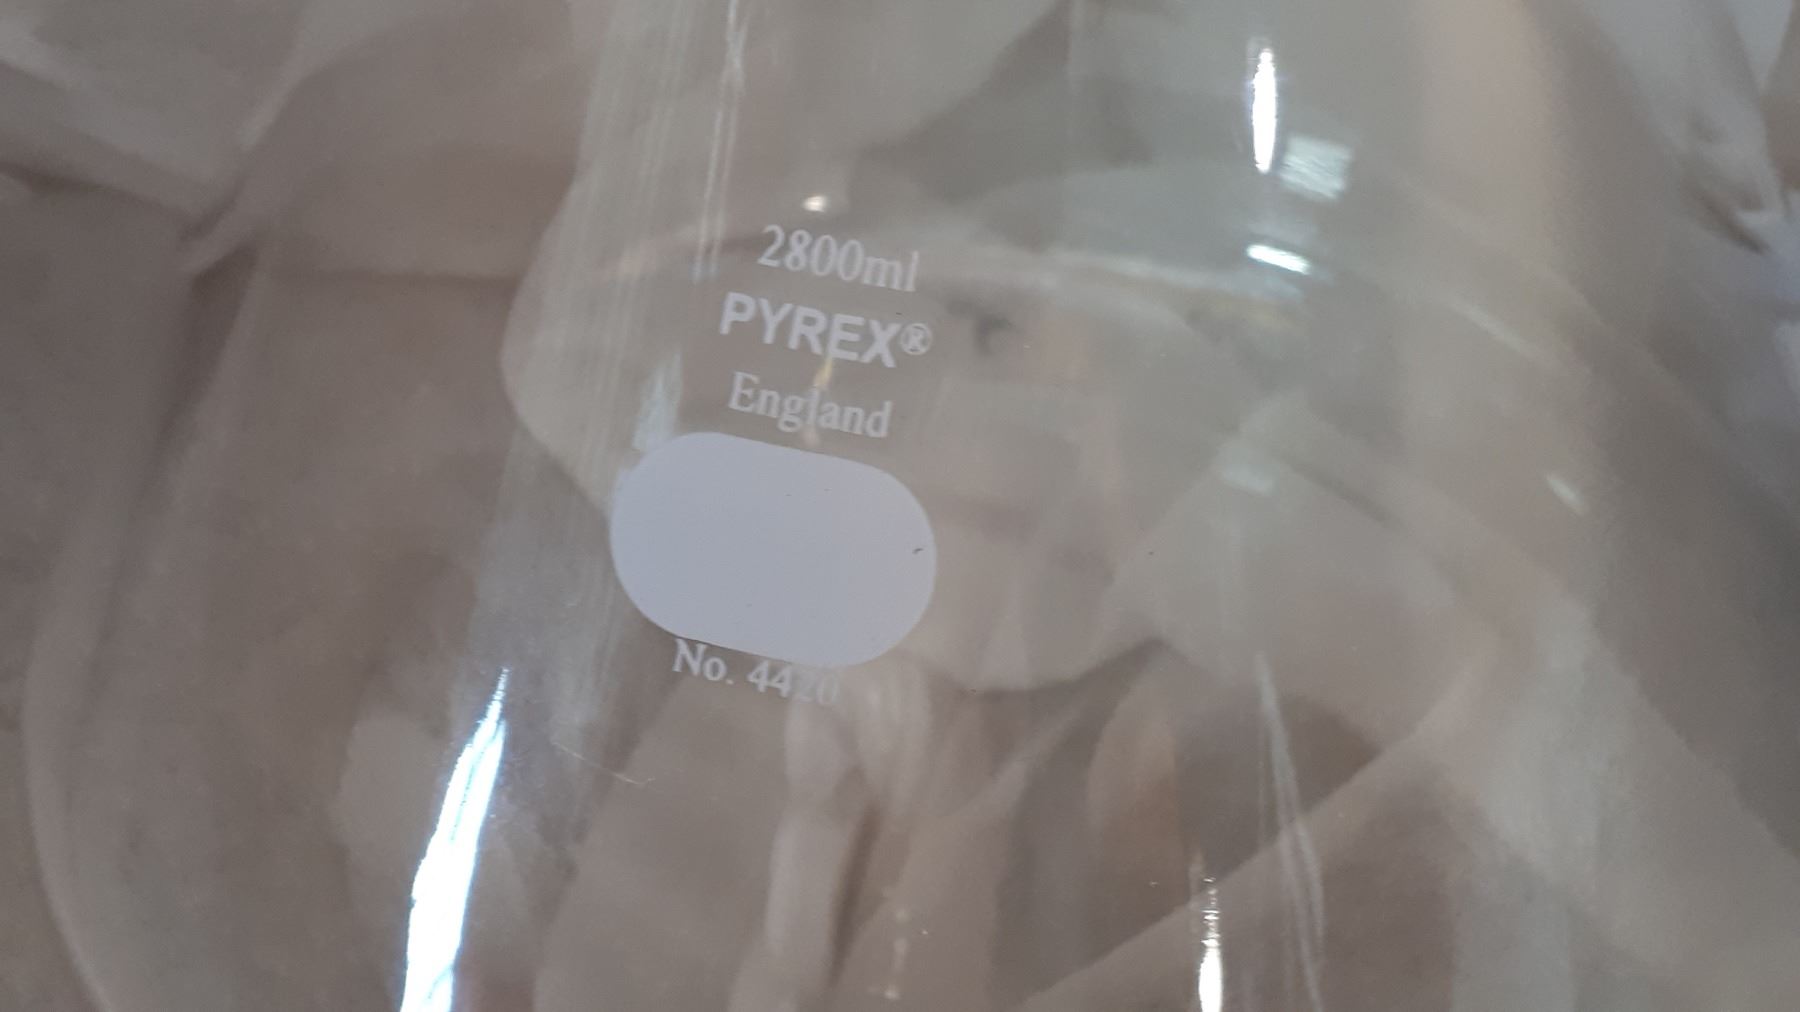 2800ml
PYREX®
England
No. 4420